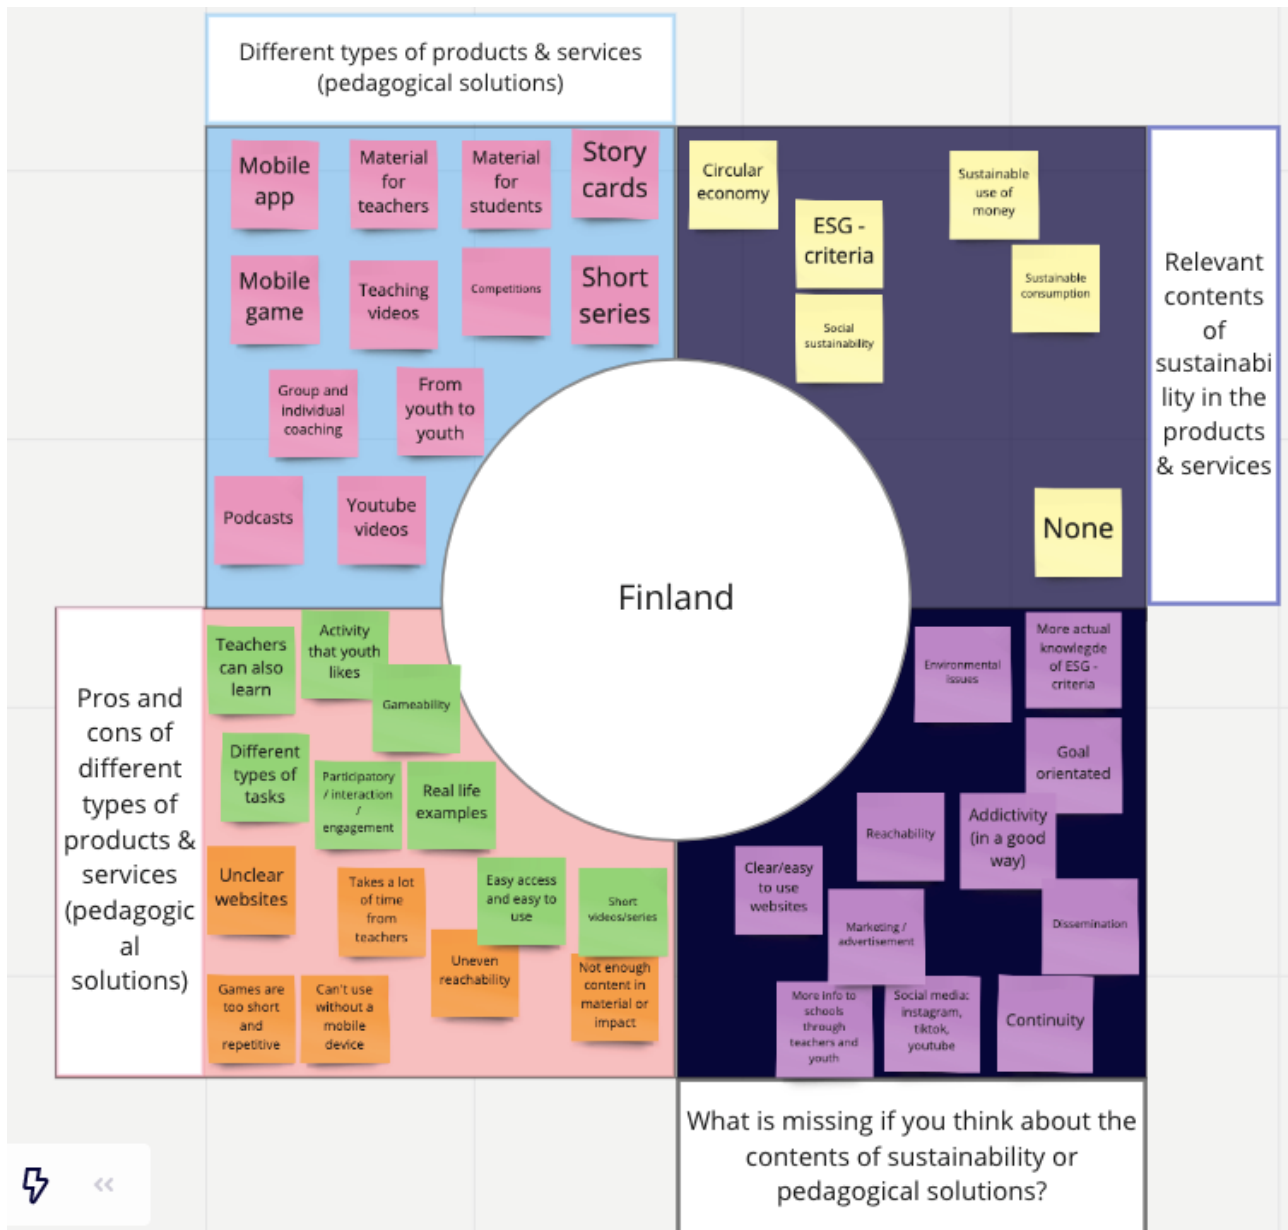 Different types of products & services
(pedagogical solutions)
Mobile
app
Material
for
teachers
Material
for
students
Story
cards
Mobile
game
Teaching
videos
Competitions
Short
series
Group and
individual
coaching
From
youth to
youth
Podcasts
Youtube
videos
Circular
economy
ESG -
criteria
Social
sustainability
Sustainable
use of
money
Sustainable
consumption
None
Relevant
contents
of
sustainabi
lity in the
products
& services
Finland
Pros and
cons of
different
types of
products &
services
(pedagogic
al
solutions)
Teachers
can also
learn
Activity
that youth
likes
Gameability
Different
types of
tasks
Participatory
/ interaction
/
engagement
Real life
examples
Unclear
websites
Takes a lot
of time
from
teachers
Easy access
and easy to
use
Short
videos/series
Uneven
reachability
Not enough
content in
material or
impact
Games are
too short
and
repetitive
Can't use
without a
mobile
device
Environmental
issues
More actual
knowlegde
of ESG -
criteria
Goal
orientated
Reachability
Addictivity
(in a good
way)
Clear/easy
to use
websites
Marketing /
advertisement
Dissemination
More info to
schools
through
teachers and
youth
Social media:
instagram,
tiktok,
youtube
Continuity
What is missing if you think about the
contents of sustainability or
pedagogical solutions?